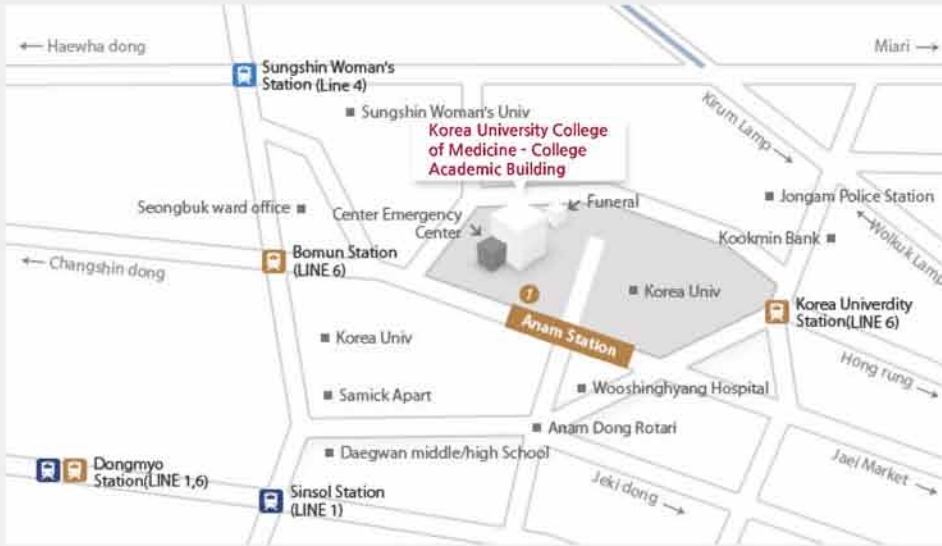 ← Haewha dong
Miari →
Sungshin Woman's
Station (Line 4)
Sungshin Woman's Univ
Kirum Lamp →
Korea University College
of Medicine - College
Academic Building
Jongam Police Station
Seongbuk ward office
Center Emergency
Center
Funeral
Kookmin Bank
Wolkuk Lamp
Bomun Station
(LINE 6)
← Changshin dong
1
Korea Univ
Korea Univerdity
Station(LINE 6)
Anam Station
Korea Univ
Hong rung →
Samick Apart
Wooshinghyang Hospital
Anam Dong Rotari
Daegwan middle/high School
Jael Market →
Dongmyo
Station(LINE 1,6)
Sinsol Station
(LINE 1)
Jeki dong →